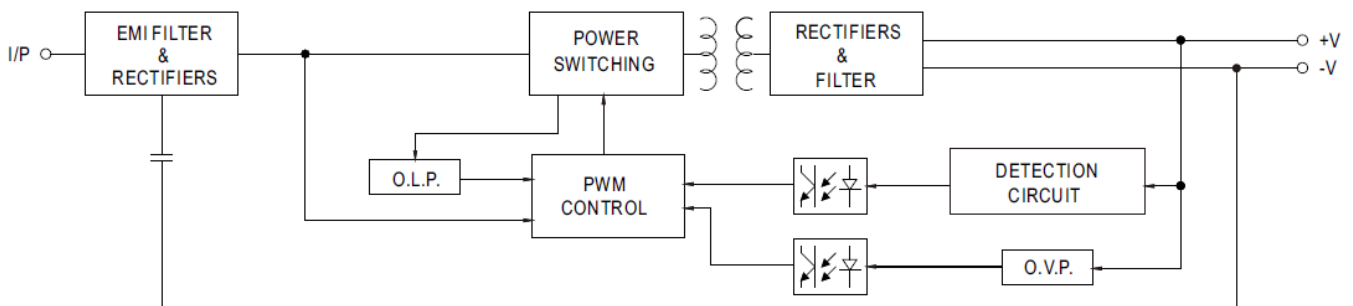 I/P
EMI FILTER
&
RECTIFIERS
POWER
SWITCHING
RECTIFIERS
&
FILTER
+V
-V
O.L.P.
PWM
CONTROL
DETECTION
CIRCUIT
O.V.P.